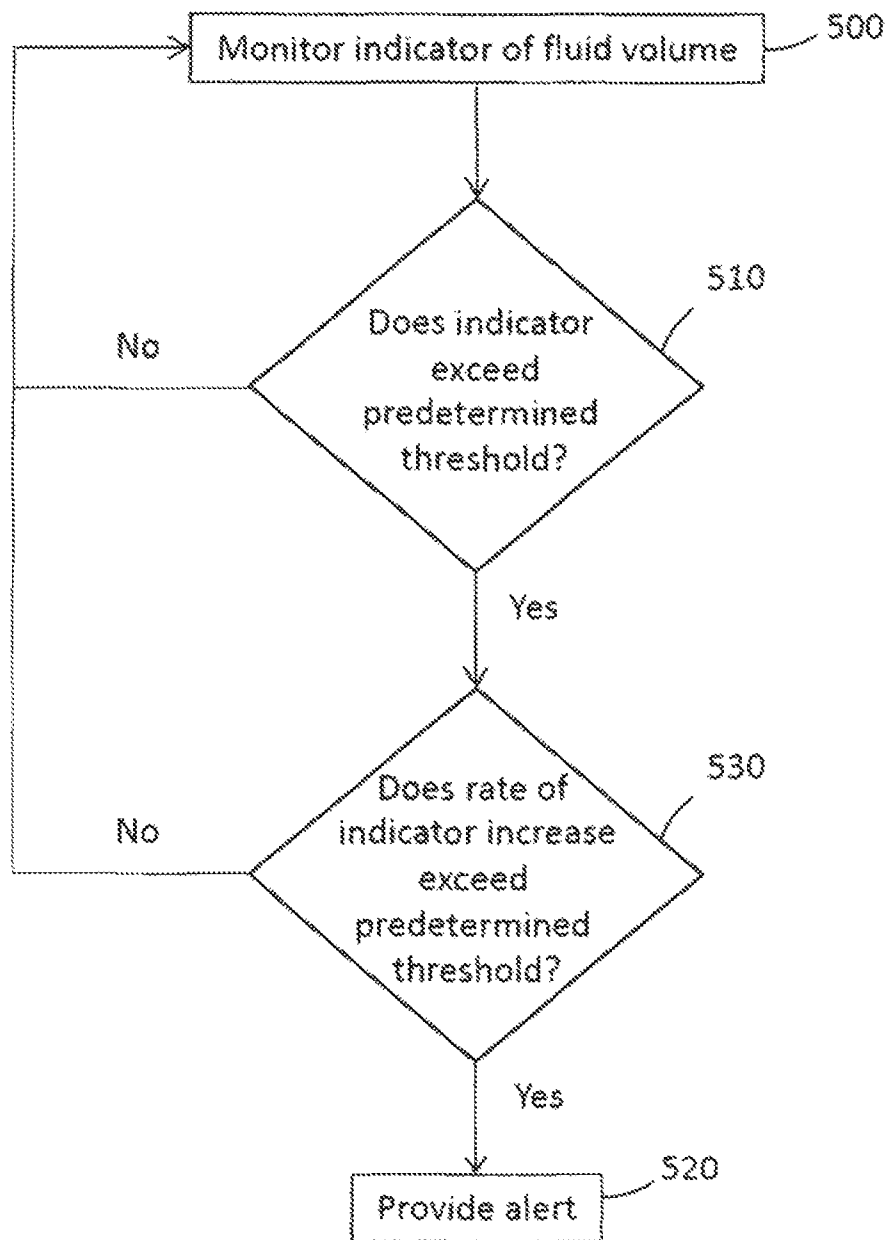 Monitor indicator of fluid volume
500
510
Does indicator
exceed
predetermined
threshold?
No
Yes
530
Does rate of
indicator increase
exceed
predetermined
threshold?
No
Yes
520
Provide alert